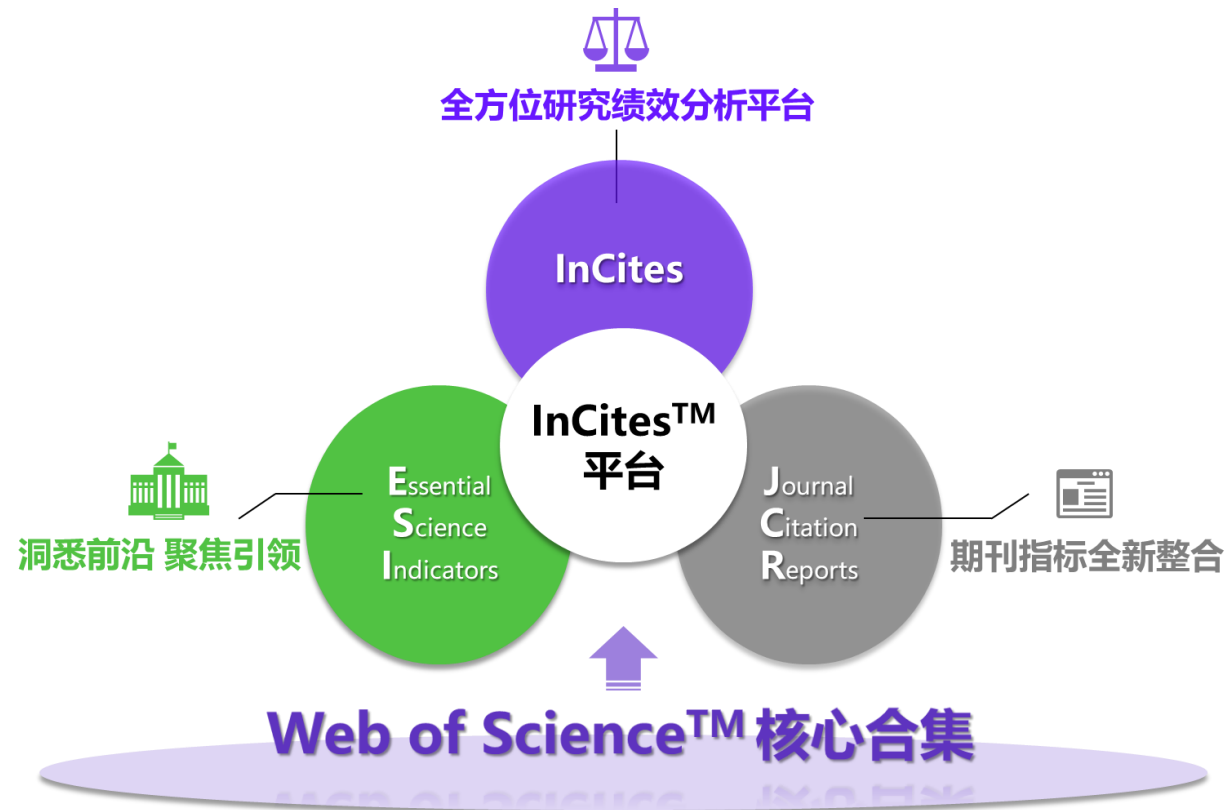 全方位研究绩效分析平台
InCites
InCites™
平台
Essential
Science
Indicators
洞悉前沿 聚焦引领
Journal
Citation
Reports
期刊指标全新整合
Web of Science™ 核心合集